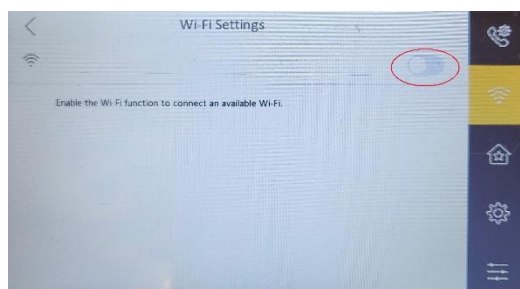 Wi-Fi Settings
Enable the Wi-Fi function to connect an available Wi-Fi.